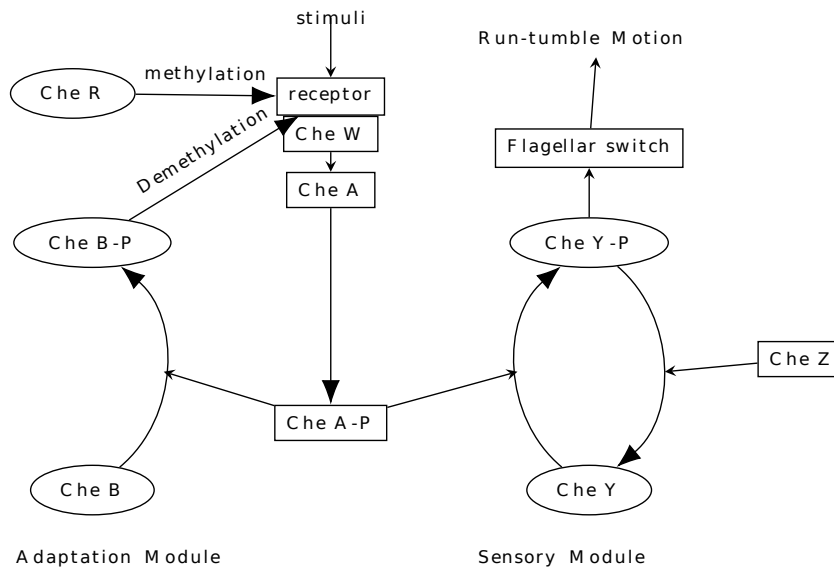 stimuli
Run-tumble Motion
methylation
Che R
receptor
Che W
Flagellar switch
Demethylation
Che A
Che B-P
Che Y-P
Che Z
Che A-P
Che B
Che Y
Adaptation Module
Sensory Module